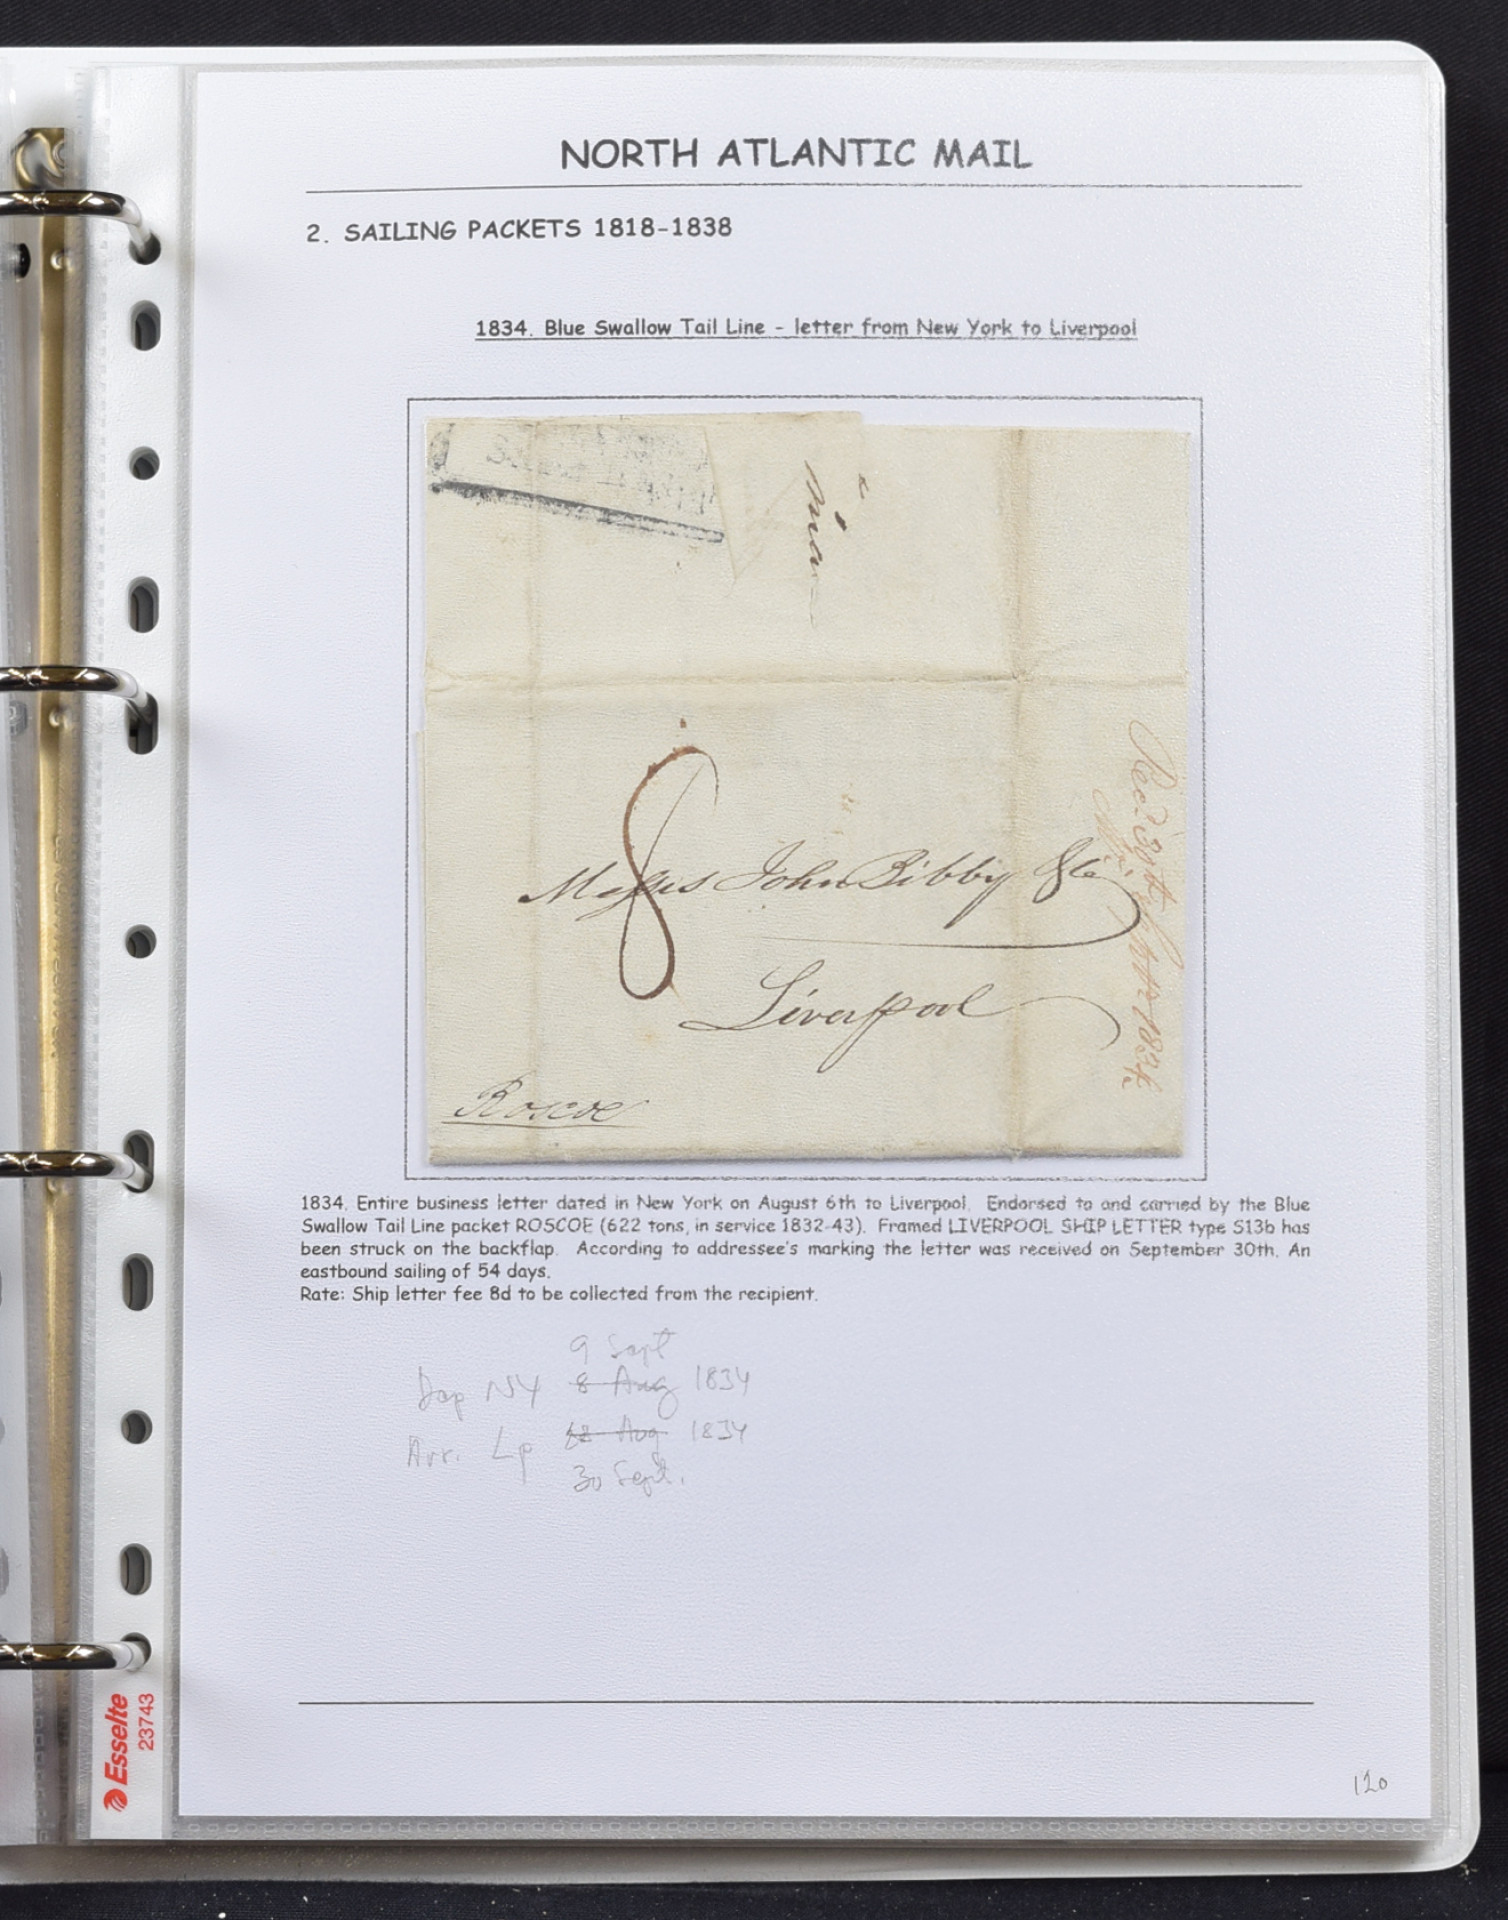 NORTH ATLANTIC MAIL
2. SAILING PACKETS 1818-1838
1834. Blue Swallow Tail Line - letter from New York to Liverpool
8
Messrs John Bibby & Co
Liverpool
Roscoe
Rec.d 30th
1834
1834. Entire business letter dated in New York on August 6th to Liverpool. Endorsed to and carried by the Blue
Swallow Tail Line packet ROSCOE (622 tons, in service 1832-43). Framed LIVERPOOL SHIP LETTER type S13b has
been struck on the backflap. According to addressee's marking the letter was received on September 30th. An
eastbound sailing of 54 days.
Rate: Ship letter fee 8d to be collected from the recipient.
9 Sept
Dep NY 8 Aug 1834
Arr. Lp Aug 1834
30 Sept.
120
Esselte
23743